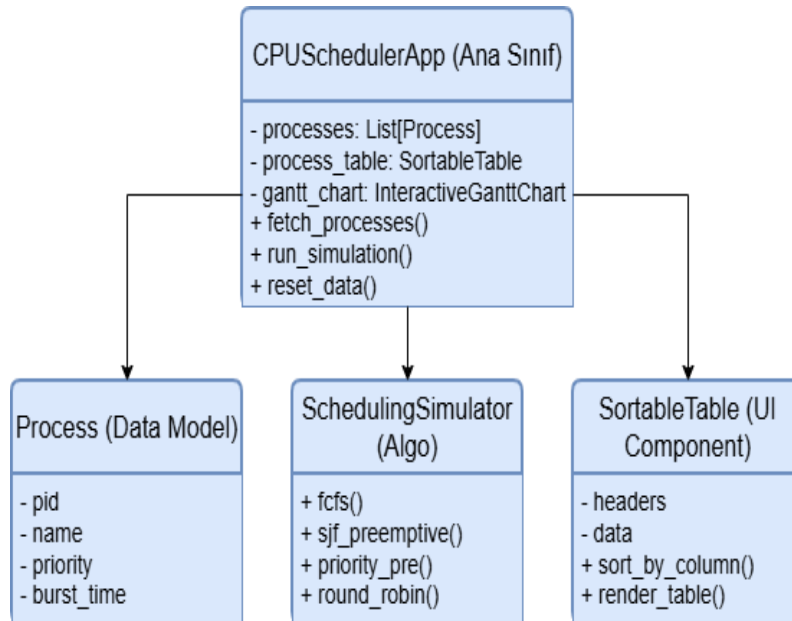 CPUSchedulerApp (Ana Sınıf)
- processes: List[Process]
- process_table: SortableTable
- gantt_chart: InteractiveGanttChart
+ fetch_processes()
+ run_simulation()
+ reset_data()
Process (Data Model)
- pid
- name
- priority
- burst_time
SchedulingSimulator
(Algo)
+ fcfs()
+ sjf_preemptive()
+ priority_pre()
+ round_robin()
SortableTable (UI
Component)
- headers
- data
+ sort_by_column()
+ render_table()